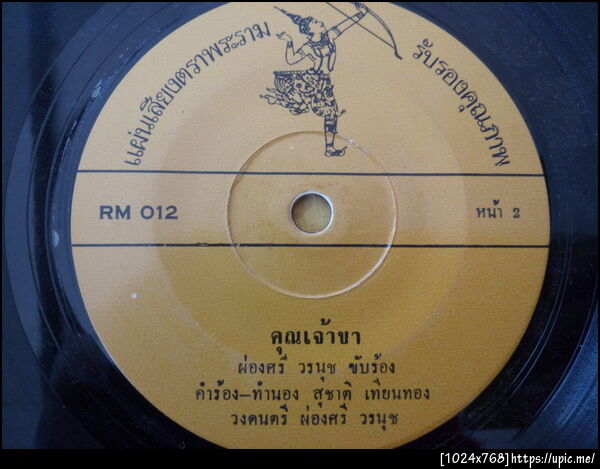 แผ่นเสียงตราพระราม รับรองคุณภาพ
RM 012 หน้า 2
คุณเจ้าขา
ผ่องศรี วรนุช ขับร้อง
คำร้อง-ทำนอง สุชาติ เทียนทอง
วงดนตรี ผ่องศรี วรนุช
[1024x768]https://upic.me/